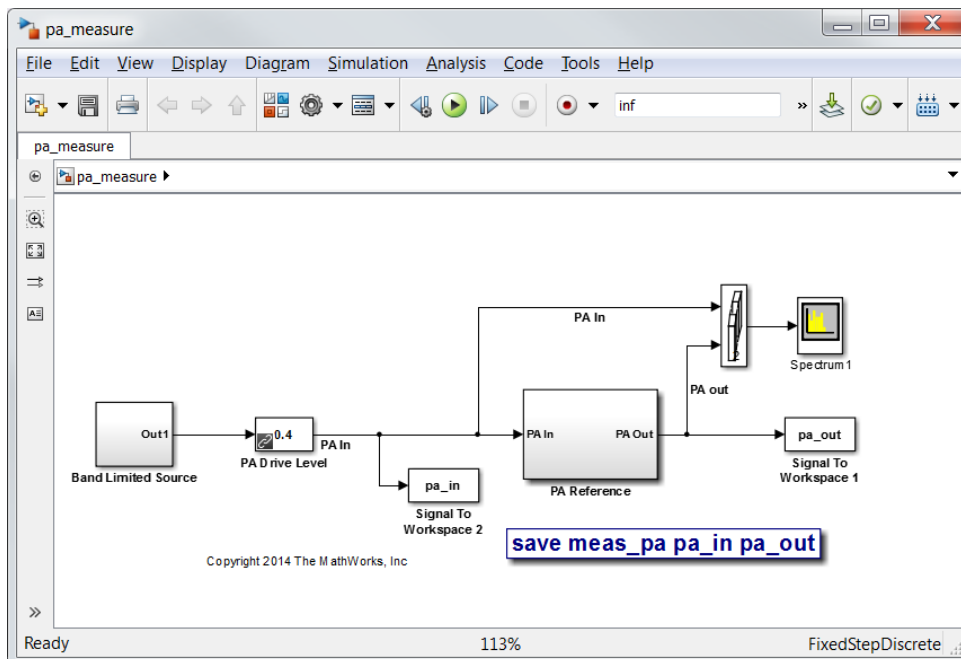 pa_measure
File Edit View Display Diagram Simulation Analysis Code Tools Help
inf
»
pa_measure
pa_measure
PA In
Spectrum1
PA out
Out1
0.4
PA In
PA In
PA Out
pa_out
Band Limited Source
PA Drive Level
PA Reference
Signal To
Workspace 1
pa_in
Signal To
Workspace 2
save meas_pa pa_in pa_out
Copyright 2014 The MathWorks, Inc
»
Ready 113% FixedStepDiscrete